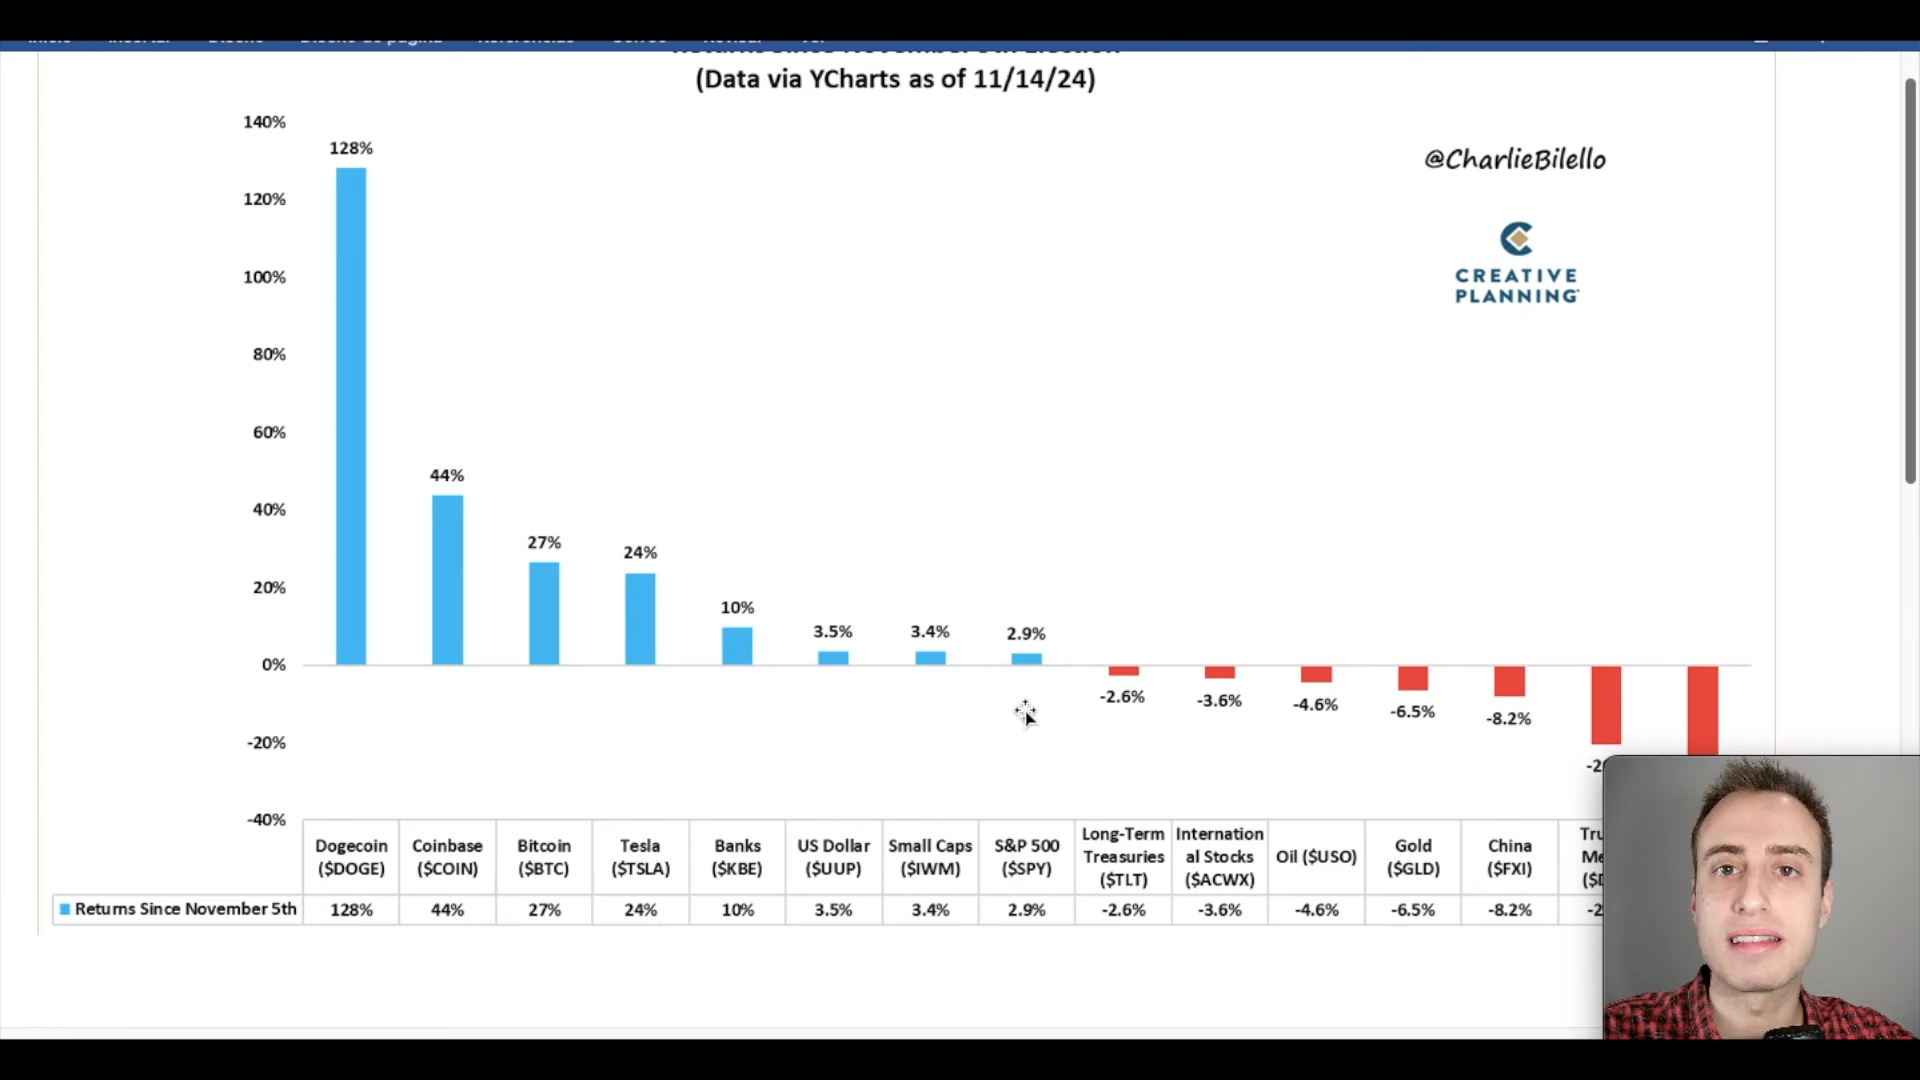 (Data via YCharts as of 11/14/24)
140%
128%
@CharlieBilello
120%
100%
CREATIVE
PLANNING
80%
60%
44%
40%
27%
24%
20%
10%
3.5%
3.4%
2.9%
0%
-2.6%
-3.6%
-4.6%
-6.5%
-8.2%
-20%
-40%
Dogecoin ($DOGE)
Coinbase ($COIN)
Bitcoin ($BTC)
Tesla ($TSLA)
Banks ($KBE)
US Dollar ($UUP)
Small Caps ($IWM)
S&P 500 ($SPY)
Long-Term Treasuries ($TLT)
International Stocks ($ACWX)
Oil ($USO)
Gold ($GLD)
China ($FXI)
Returns Since November 5th 128% 44% 27% 24% 10% 3.5% 3.4% 2.9% -2.6% -3.6% -4.6% -6.5% -8.2%